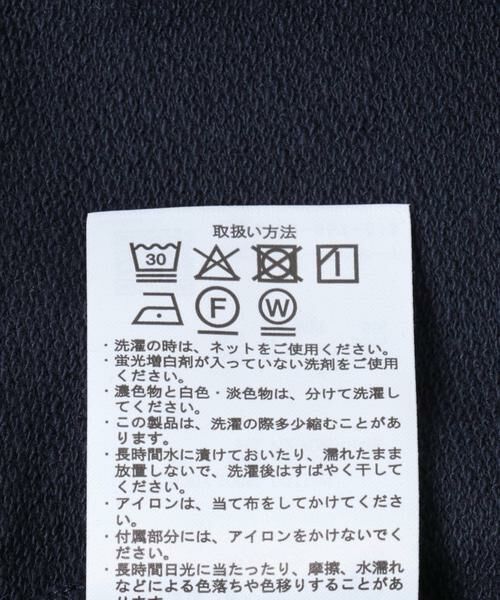 取扱い方法
30
F W
・洗濯の時は、ネットをご使用ください。
・蛍光増白剤が入っていない洗剤をご使用
ください。
・濃色物と白色・淡色物は、分けて洗濯し
てください。
・この製品は、洗濯の際多少縮むことがあ
ります。
・長時間水に漬けておいたり、濡れたまま
放置しないで、洗濯後はすばやく干して
ください。
・アイロンは、当て布をしてかけてくださ
い。
・付属部分には、アイロンをかけないでく
ださい。
・長時間日光に当たったり、摩擦、水濡れ
などによる色落ちや色移りすることがあ
ります